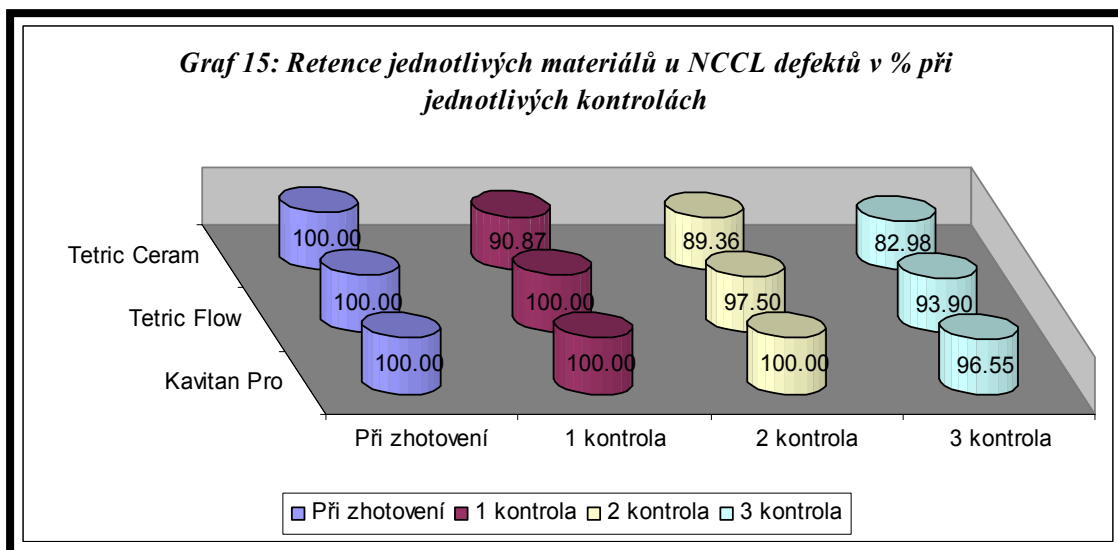 Graf 15: Retence jednotlivých materiálů u NCCL defektů v % při
jednotlivých kontrolách
Tetric Ceram
100.00
90.87
89.36
82.98
Tetric Flow
100.00
100.00
97.50
93.90
Kavitan Pro
100.00
100.00
100.00
96.55
Při zhotovení
1 kontrola
2 kontrola
3 kontrola
Při zhotovení
1 kontrola
2 kontrola
3 kontrola